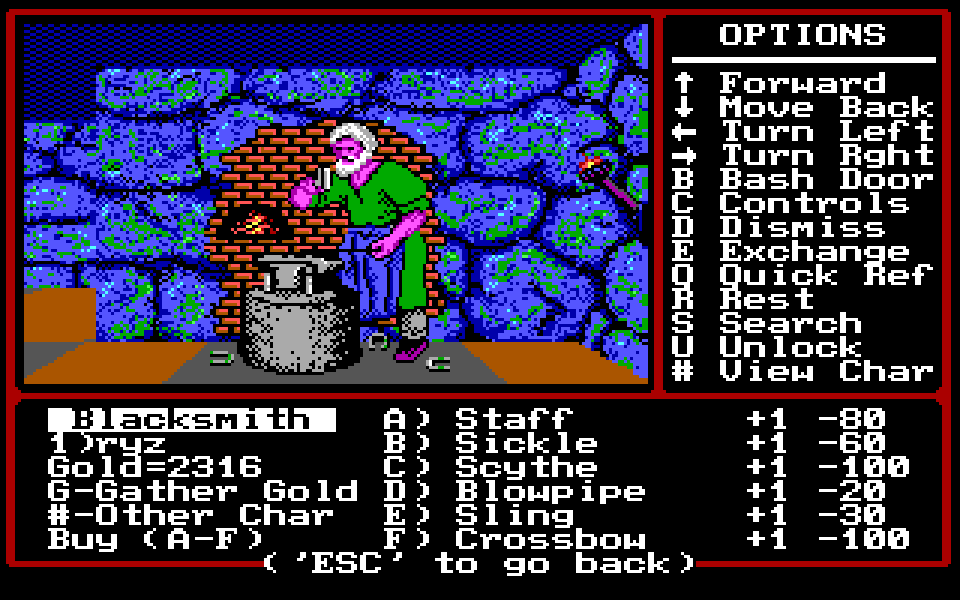 OPTIONS
↑ Forward
↓ Move Back
← Turn Left
→ Turn Rght
B Bash Door
C Controls
D Dismiss
E Exchange
Q Quick Ref
R Rest
S Search
U Unlock
# View Char
Blacksmith A) Staff +1 -80
1)ryz B) Sickle +1 -60
Gold=2316 C) Scythe +1 -100
G-Gather Gold D) Blowpipe +1 -20
#-Other Char E) Sling +1 -30
Buy (A-F) F) Crossbow +1 -100
('ESC' to go back)